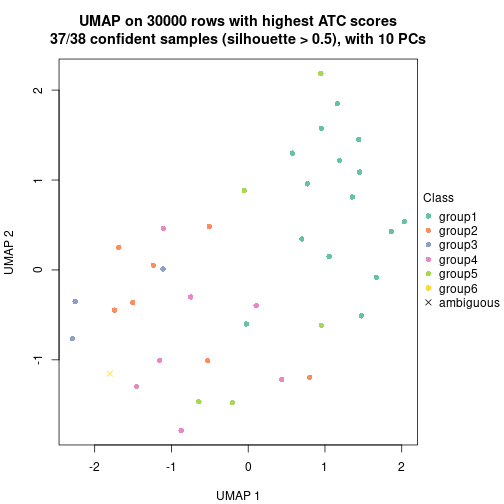 UMAP on 30000 rows with highest ATC scores
37/38 confident samples (silhouette > 0.5), with 10 PCs
UMAP 2
2
1
0
-1
-2
-1
0
1
2
UMAP 1
Class
group1
group2
group3
group4
group5
group6
ambiguous